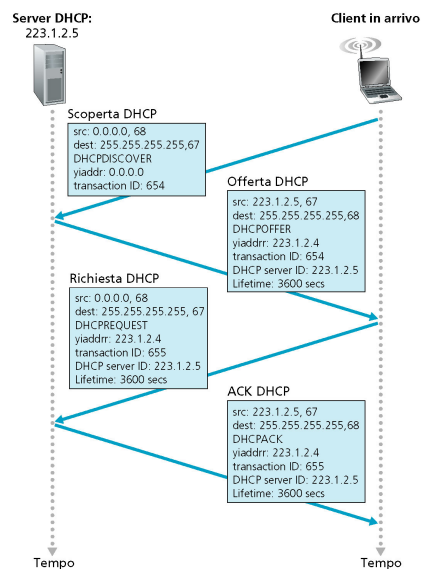 Server DHCP:
223.1.2.5
Client in arrivo
Scoperta DHCP
src: 0.0.0.0, 68
dest: 255.255.255.255,67
DHCPDISCOVER
yiaddr: 0.0.0.0
transaction ID: 654
Offerta DHCP
src: 223.1.2.5, 67
dest: 255.255.255.255,68
DHCPOFFER
yiaddrr: 223.1.2.4
transaction ID: 654
DHCP server ID: 223.1.2.5
Lifetime: 3600 secs
Richiesta DHCP
src: 0.0.0.0, 68
dest: 255.255.255.255, 67
DHCPREQUEST
yiaddrr: 223.1.2.4
transaction ID: 655
DHCP server ID: 223.1.2.5
Lifetime: 3600 secs
ACK DHCP
src: 223.1.2.5, 67
dest: 255.255.255.255,68
DHCPACK
yiaddrr: 223.1.2.4
transaction ID: 655
DHCP server ID: 223.1.2.5
Lifetime: 3600 secs
Tempo
Tempo